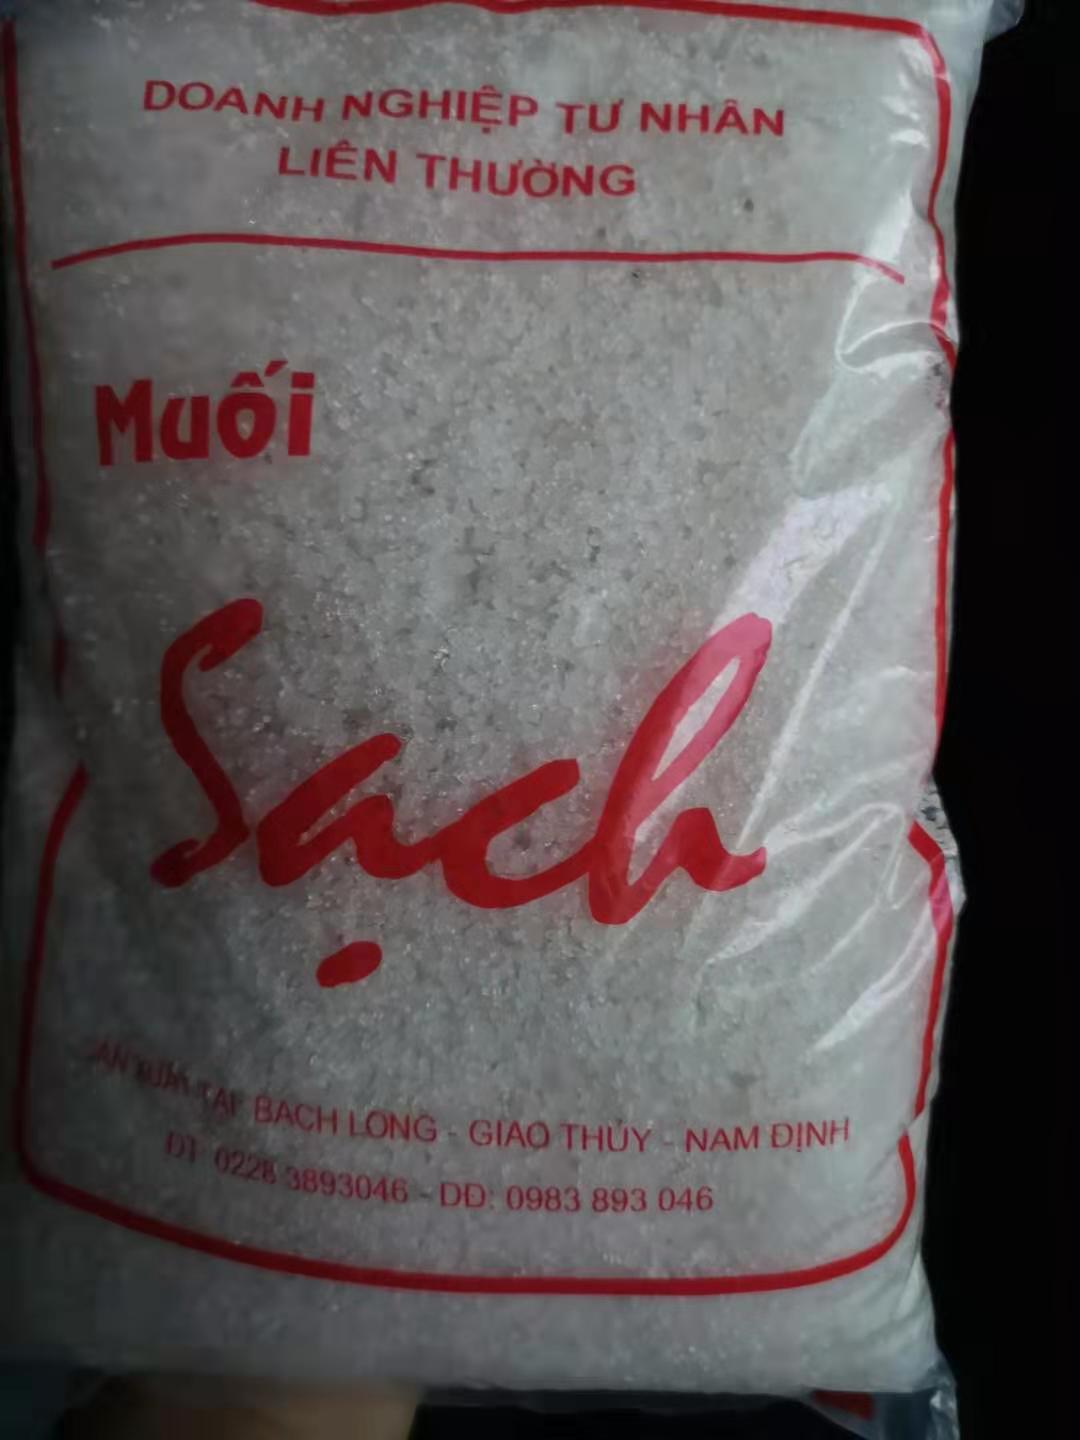 DOANH NGHIỆP TƯ NHÂN
LIÊN THƯỜNG
Muối
Sạch
TẠI BẠCH LONG - GIAO THỦY - NAM ĐỊNH
ĐT: 0228 3893046 - DĐ: 0983 893 046